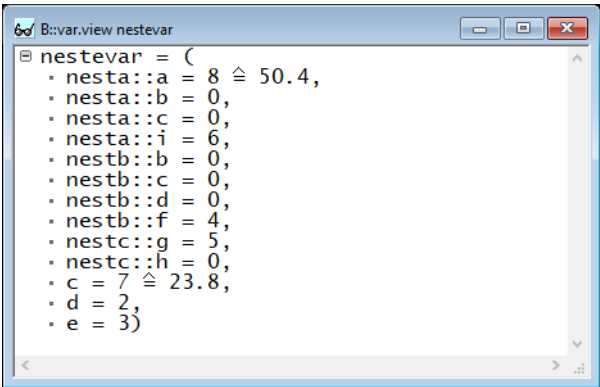 B::var.view nestevar
nestevar = (
nesta::a = 8 ≙ 50.4,
nesta::b = 0,
nesta::c = 0,
nesta::i = 6,
nestb::b = 0,
nestb::c = 0,
nestb::d = 0,
nestb::f = 4,
nestc::g = 5,
nestc::h = 0,
c = 7 ≙ 23.8,
d = 2,
e = 3)